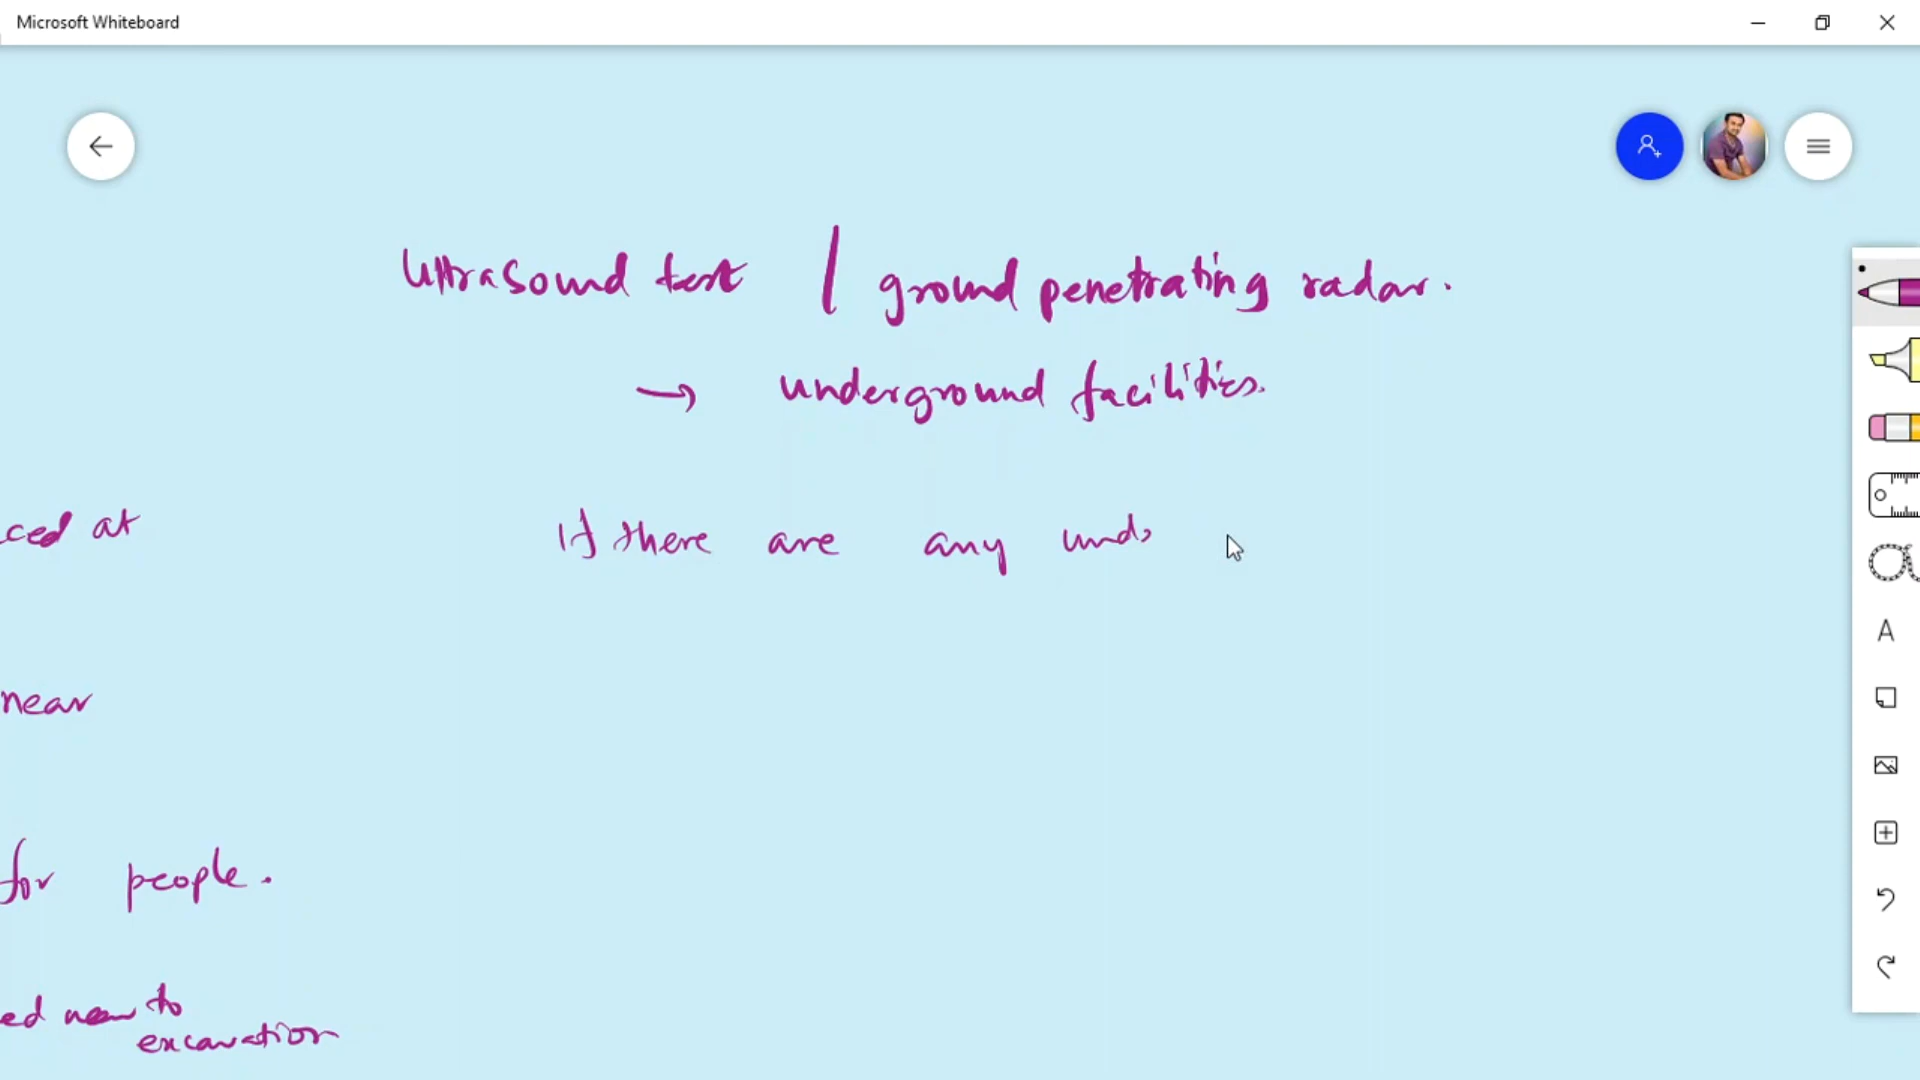 Microsoft Whiteboard
Ultrasound test / ground penetrating radar.
→ underground facilities.
If there are any unde
ced at
near
for people.
ed near to
excavation
A